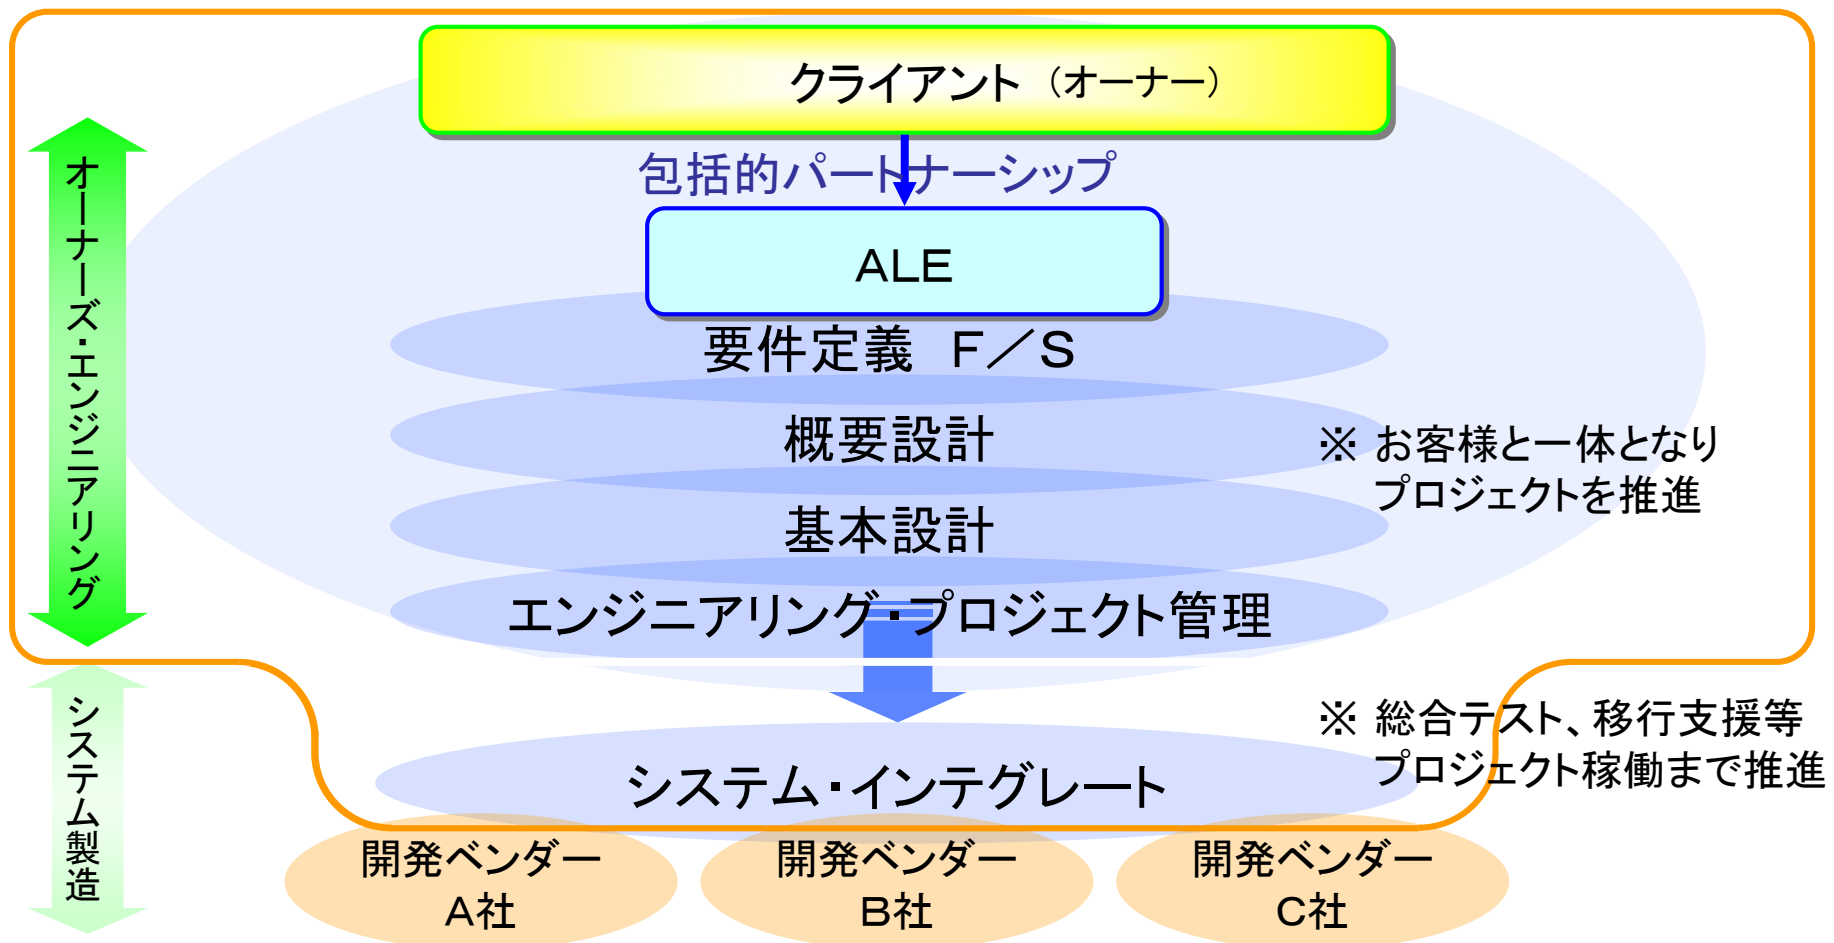 クライアント（オーナー）
包括的パートナーシップ
ＡＬＥ
要件定義　Ｆ／Ｓ
概要設計
基本設計
エンジニアリング・プロジェクト管理
オーナーズ・エンジニアリング
※ お客様と一体となり
プロジェクトを推進
システム製造
※ 総合テスト、移行支援等
プロジェクト稼働まで推進
システム・インテグレート
開発ベンダー
Ａ社
開発ベンダー
Ｂ社
開発ベンダー
Ｃ社